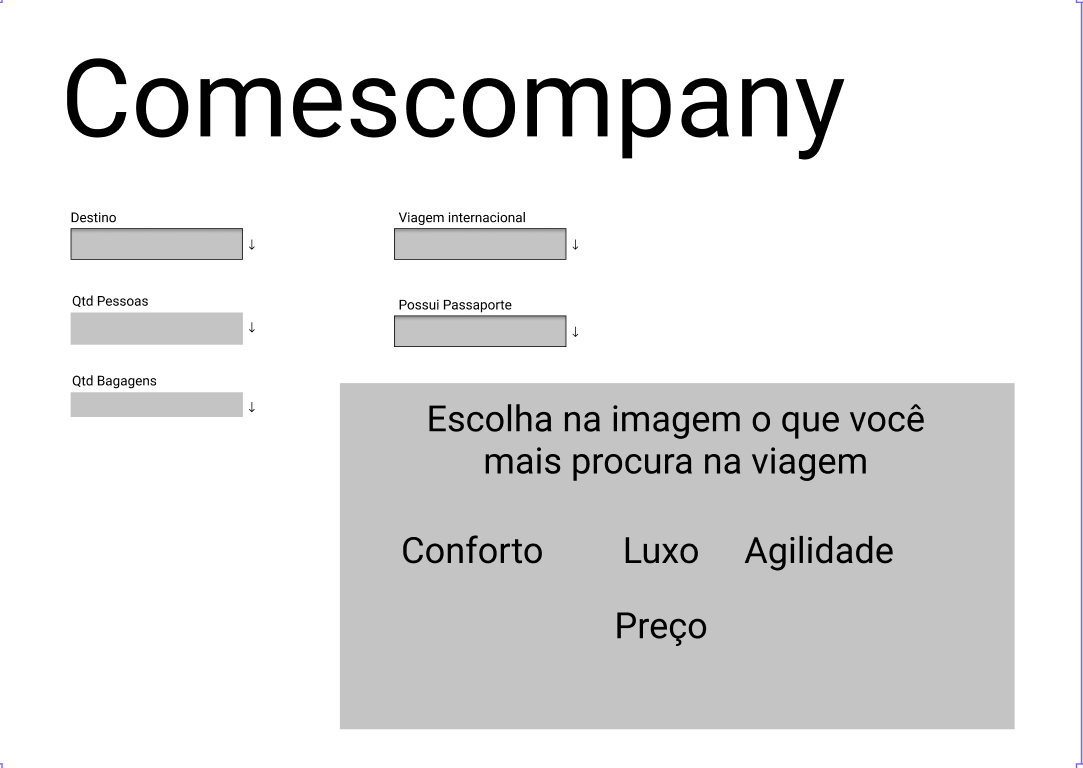 Comescompany
Destino
↓
Viagem internacional
↓
Qtd Pessoas
↓
Possui Passaporte
↓
Qtd Bagagens
↓
Escolha na imagem o que você
mais procura na viagem
Conforto Luxo Agilidade
Preço